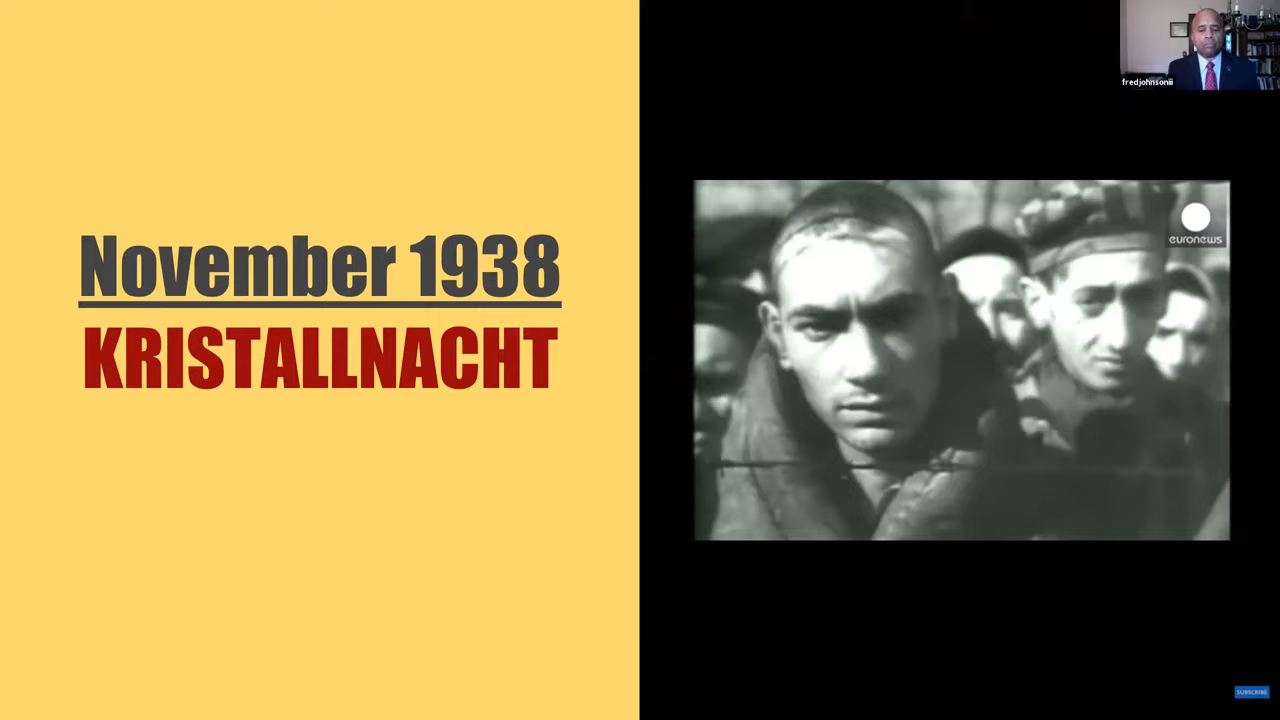 November 1938
KRISTALLNACHT
fredjohnsoniii
euronews
SUBSCRIBE